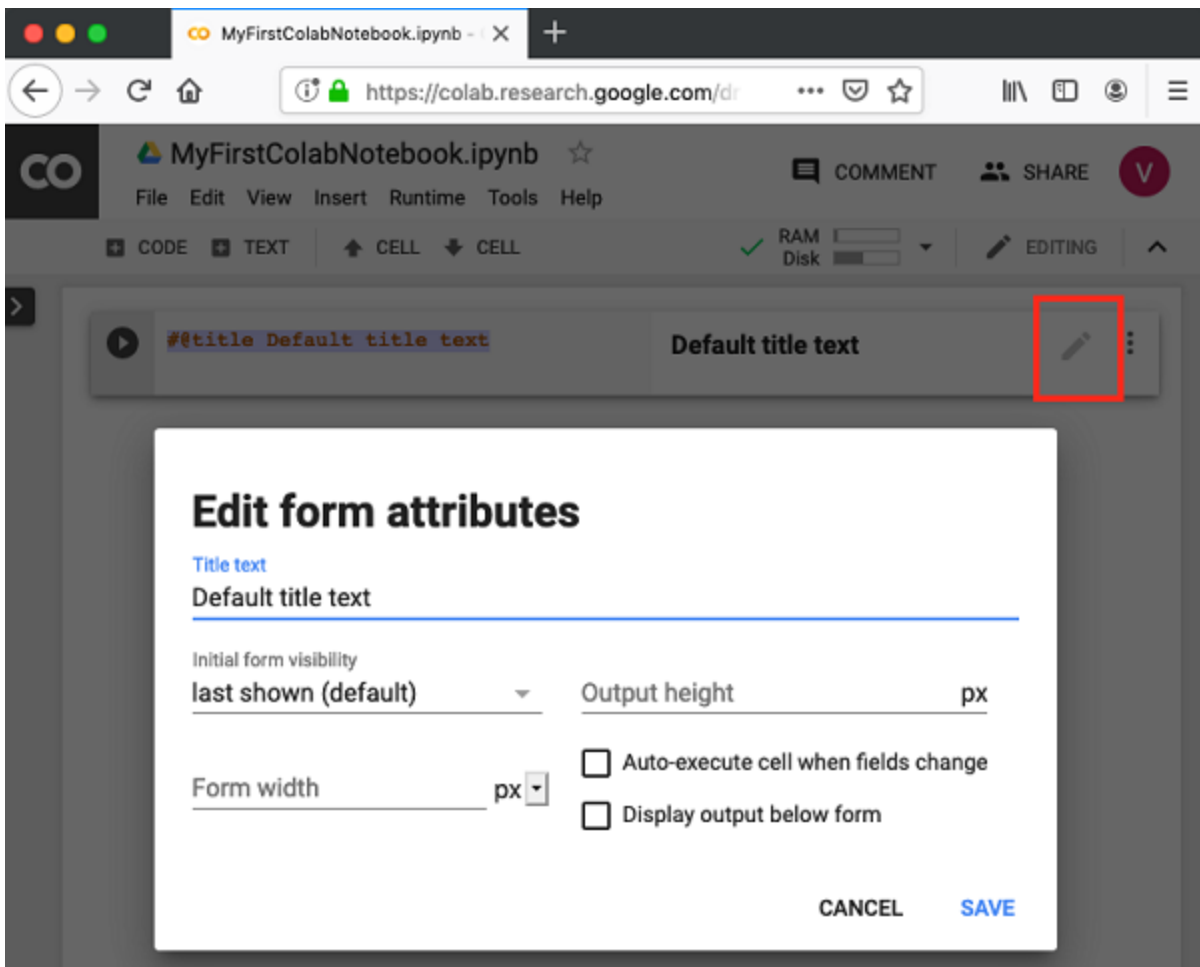 MyFirstColabNotebook.ipynb -
https://colab.research.google.com/dr
CO MyFirstColabNotebook.ipynb
COMMENT SHARE V
File Edit View Insert Runtime Tools Help
CODE TEXT CELL CELL
RAM
Disk
EDITING
#@title Default title text
Default title text
Edit form attributes
Title text
Default title text
Initial form visibility
last shown (default)
Output height px
Auto-execute cell when fields change
Form width px
Display output below form
CANCEL SAVE